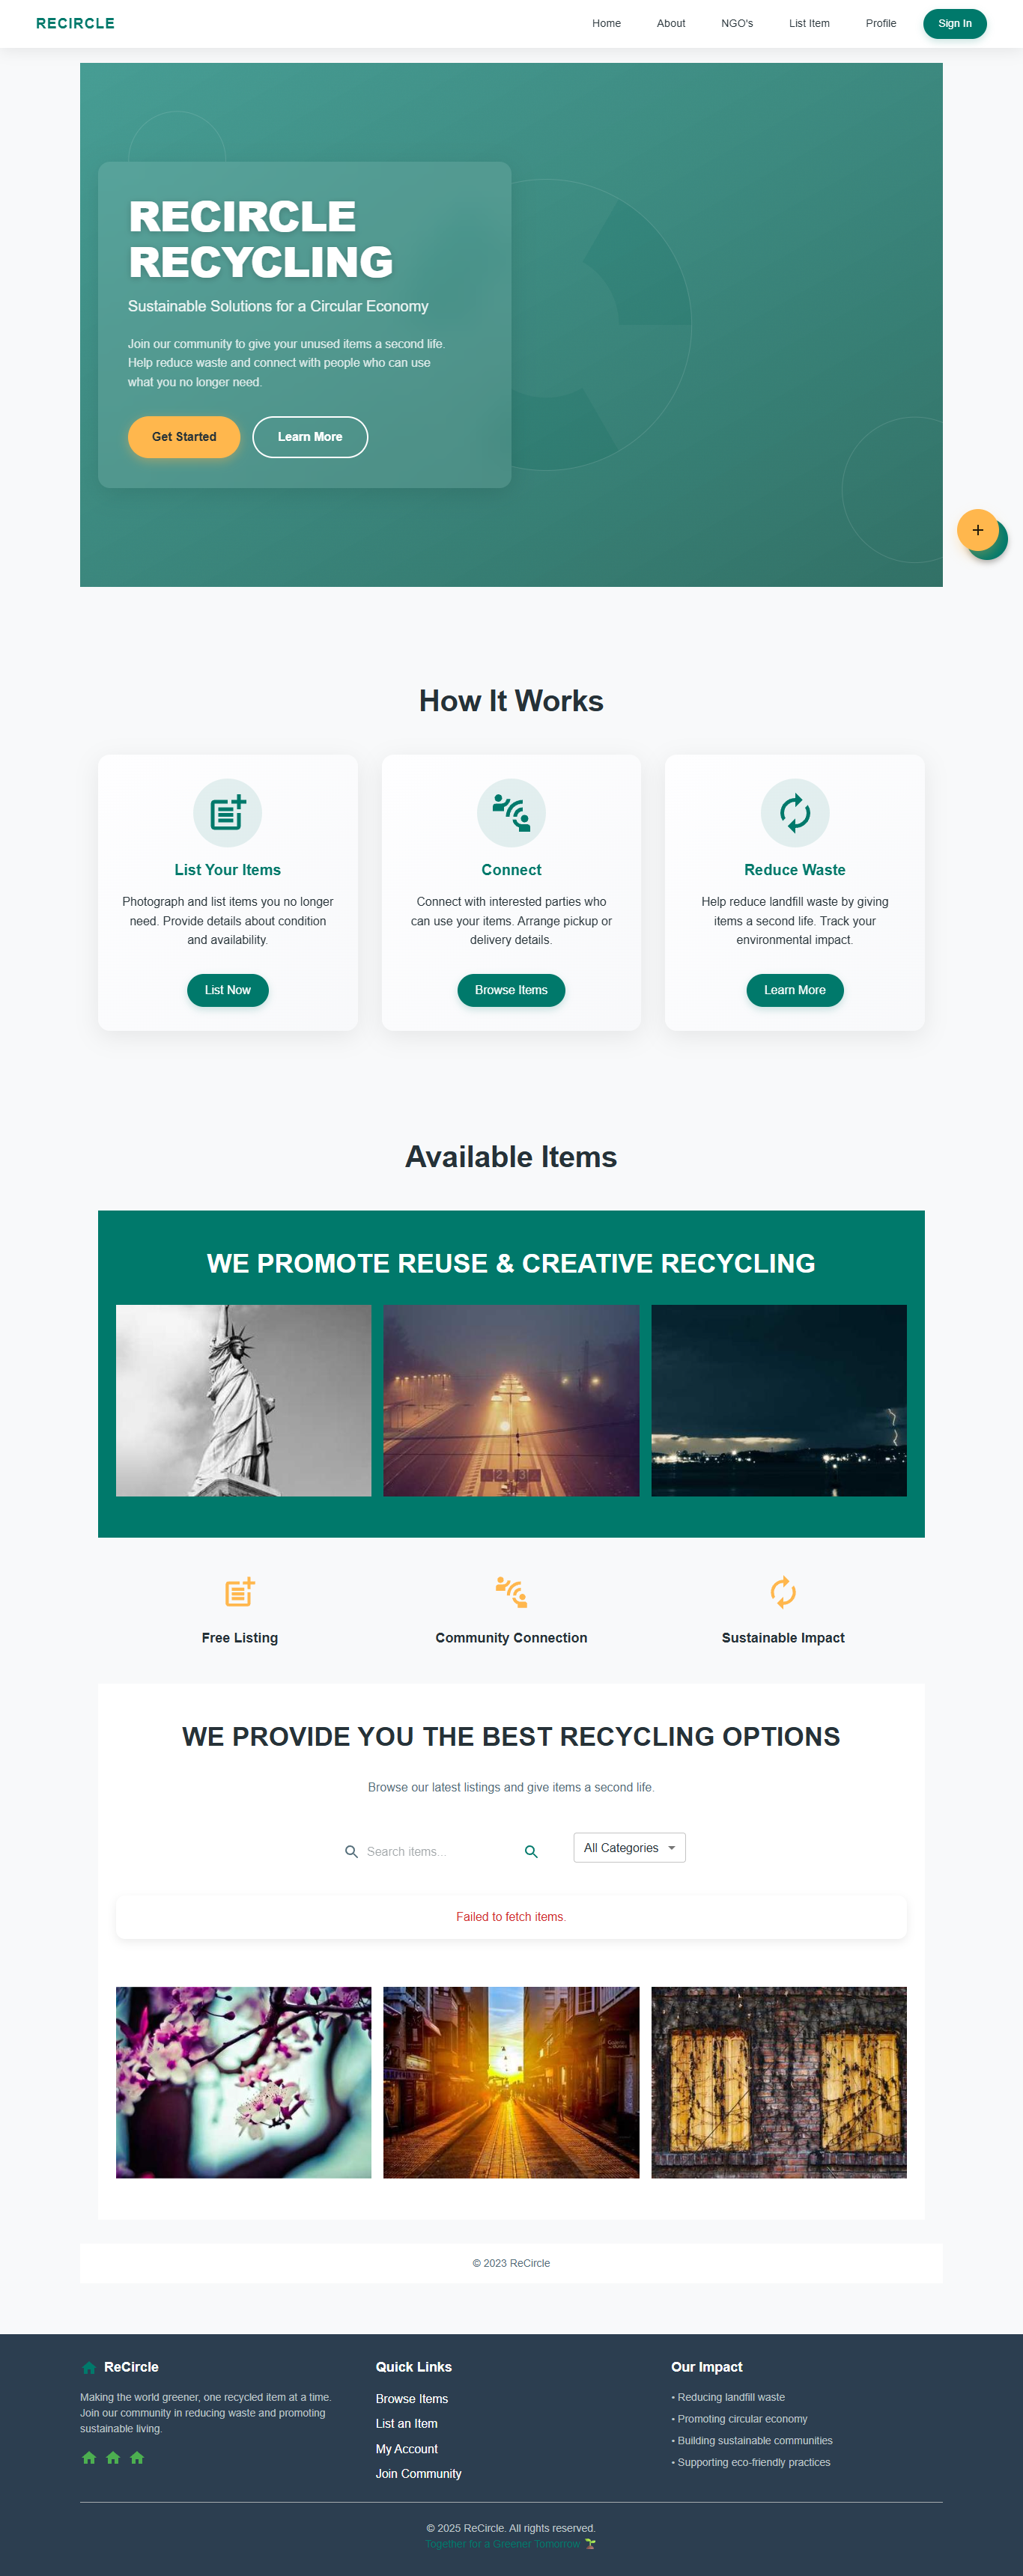 RECIRCLE
Home
About
NGO's
List Item
Profile
Sign In
RECIRCLE
RECYCLING
Sustainable Solutions for a Circular Economy
Join our community to give your unused items a second life.
Help reduce waste and connect with people who can use
what you no longer need.
Get Started
Learn More
+
How It Works
List Your Items
Photograph and list items you no longer
need. Provide details about condition
and availability.
List Now
Connect
Connect with interested parties who
can use your items. Arrange pickup or
delivery details.
Browse Items
Reduce Waste
Help reduce landfill waste by giving
items a second life. Track your
environmental impact.
Learn More
Available Items
WE PROMOTE REUSE & CREATIVE RECYCLING
Free Listing
Community Connection
Sustainable Impact
WE PROVIDE YOU THE BEST RECYCLING OPTIONS
Browse our latest listings and give items a second life.
Search items...
All Categories
Failed to fetch items.
© 2023 ReCircle
ReCircle
Making the world greener, one recycled item at a time.
Join our community in reducing waste and promoting
sustainable living.
Quick Links
Browse Items
List an Item
My Account
Join Community
Our Impact
• Reducing landfill waste
• Promoting circular economy
• Building sustainable communities
• Supporting eco-friendly practices
© 2025 ReCircle. All rights reserved.
Together for a Greener Tomorrow 🌱